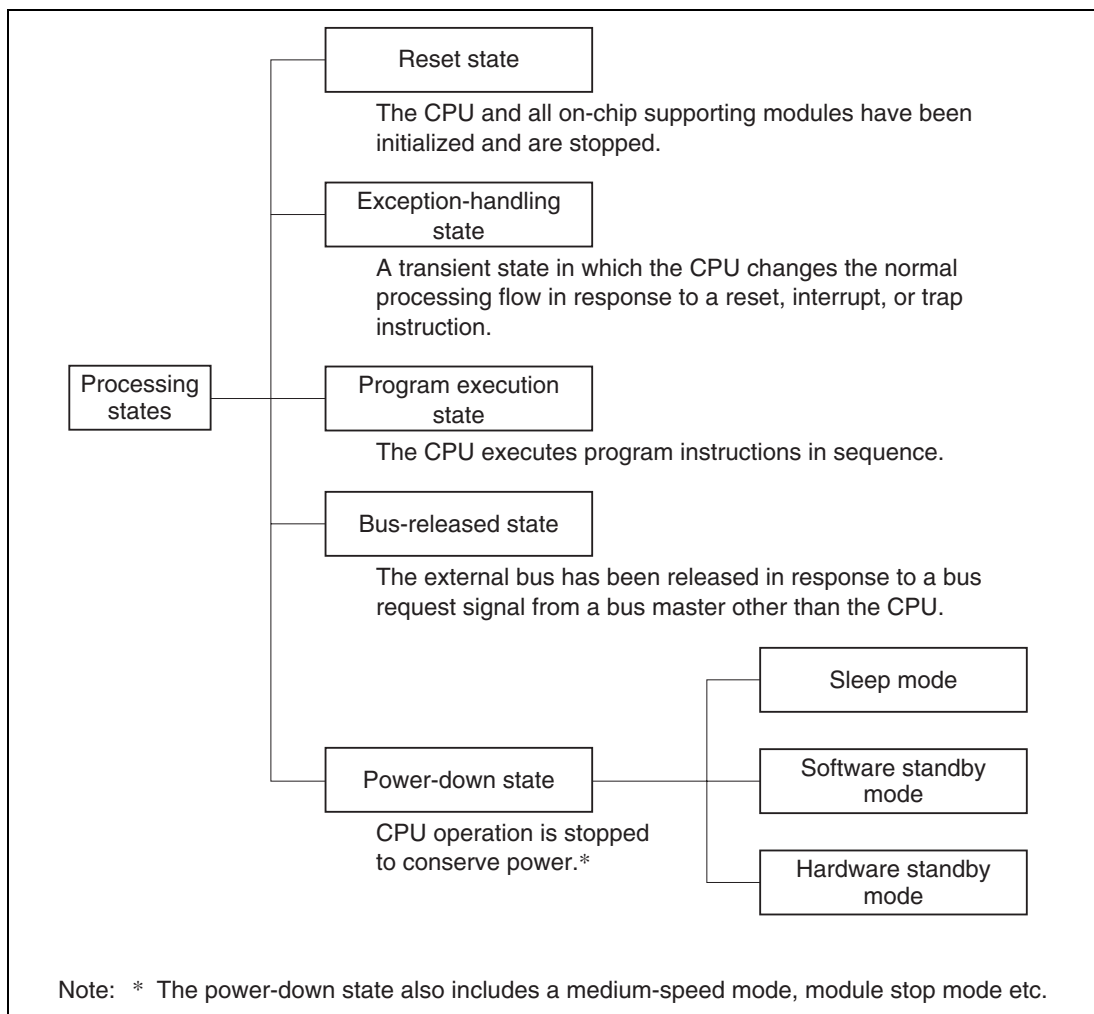 Reset state
The CPU and all on-chip supporting modules have been
initialized and are stopped.
Exception-handling
state
A transient state in which the CPU changes the normal
processing flow in response to a reset, interrupt, or trap
instruction.
Processing
states
Program execution
state
The CPU executes program instructions in sequence.
Bus-released state
The external bus has been released in response to a bus
request signal from a bus master other than the CPU.
Power-down state
CPU operation is stopped
to conserve power.*
Sleep mode
Software standby
mode
Hardware standby
mode
Note: * The power-down state also includes a medium-speed mode, module stop mode etc.